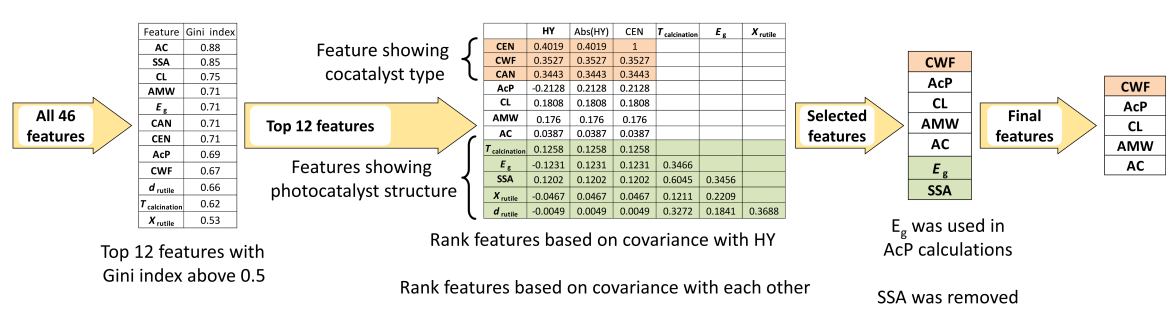 All 46
features
Feature Gini index
AC 0.88
SSA 0.85
CL 0.75
AMW 0.71
Eg 0.71
CAN 0.71
CEN 0.71
AcP 0.69
CWF 0.67
d rutile 0.66
T calcination 0.62
X rutile 0.53
Top 12 features with
Gini index above 0.5
Top 12 features
Feature showing
cocatalyst type
Features showing
photocatalyst structure
HY Abs(HY) CEN T calcination Eg X rutile
CEN 0.4019 0.4019 1
CWF 0.3527 0.3527 0.3527
CAN 0.3443 0.3443 0.3443
AcP -0.2128 0.2128 0.2128
CL 0.1808 0.1808 0.1808
AMW 0.176 0.176 0.176
AC 0.0387 0.0387 0.0387
T calcination 0.1258 0.1258 0.1258
Eg -0.1231 0.1231 0.1231 0.3466
SSA 0.1202 0.1202 0.1202 0.6045 0.3456
X rutile -0.0467 0.0467 0.0467 0.1211 0.2209
d rutile -0.0049 0.0049 0.0049 0.3272 0.1841 0.3688
Rank features based on covariance with HY
Rank features based on covariance with each other
Selected
features
CWF
AcP
CL
AMW
AC
Eg
SSA
Eg was used in
AcP calculations
SSA was removed
Final
features
CWF
AcP
CL
AMW
AC